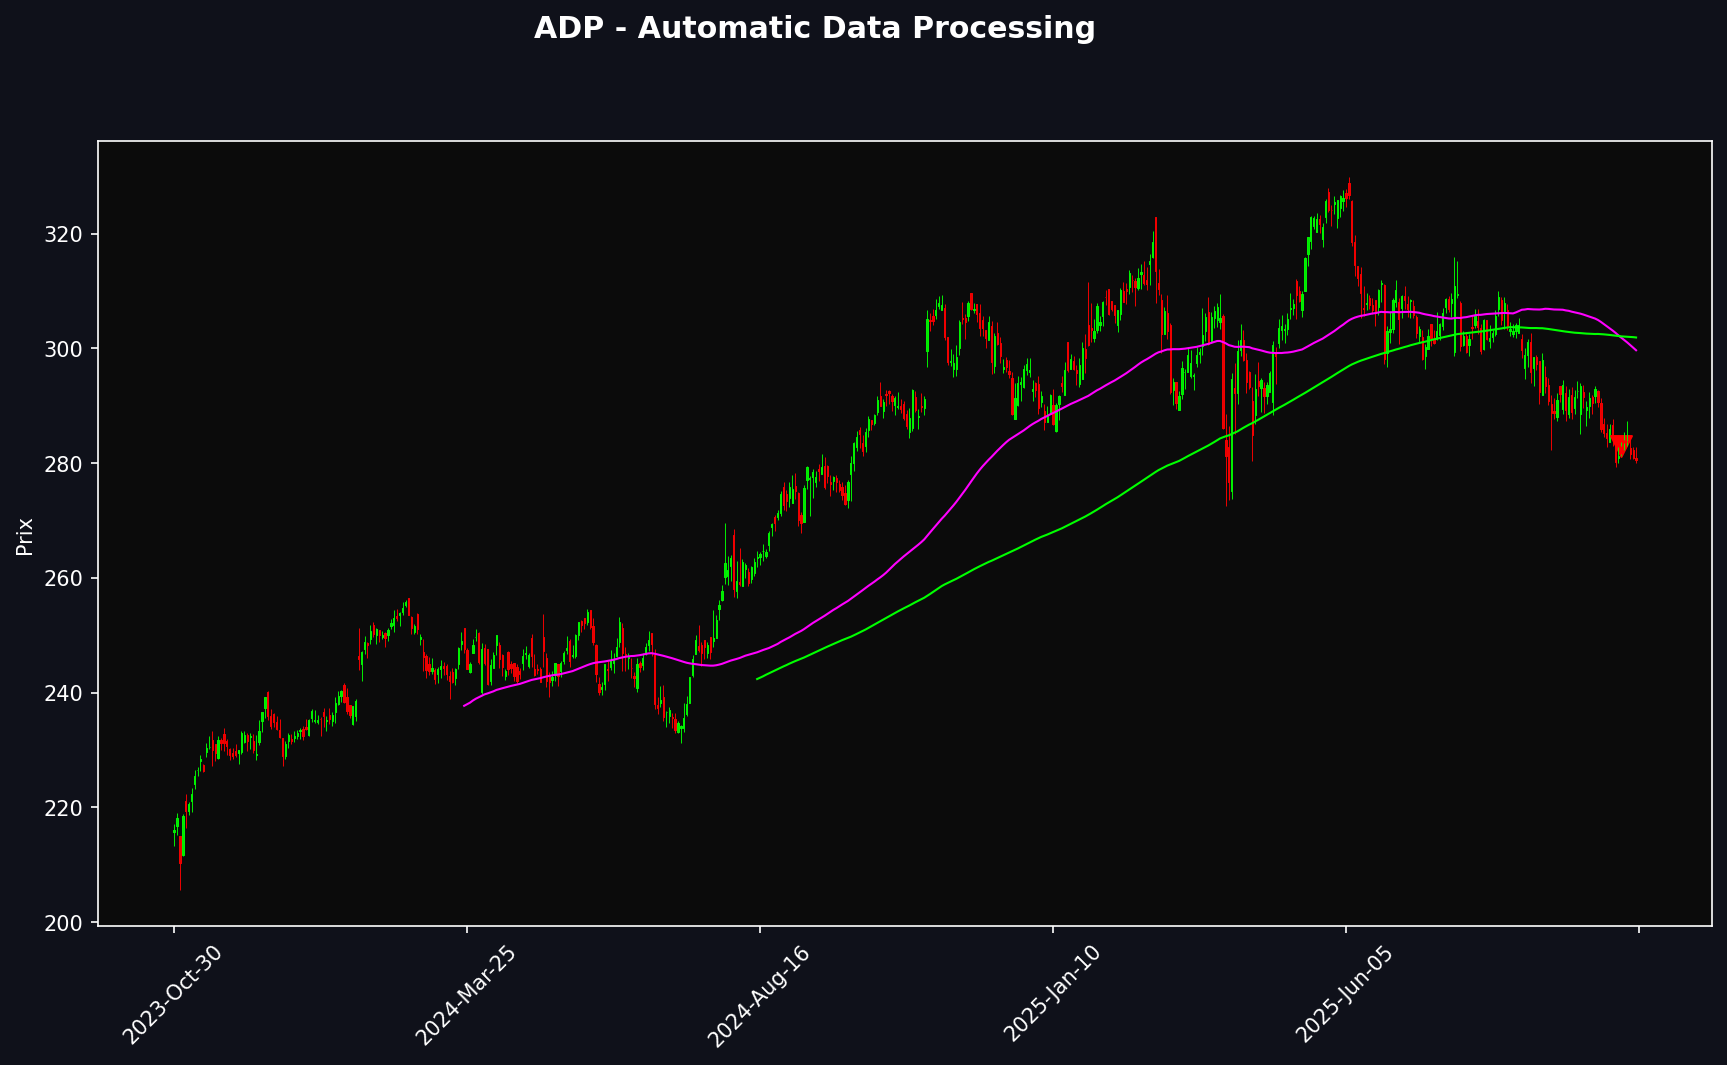 ADP - Automatic Data Processing
Prix
320
300
280
260
240
220
200
2023-Oct-30
2024-Mar-25
2024-Aug-16
2025-Jan-10
2025-Jun-05